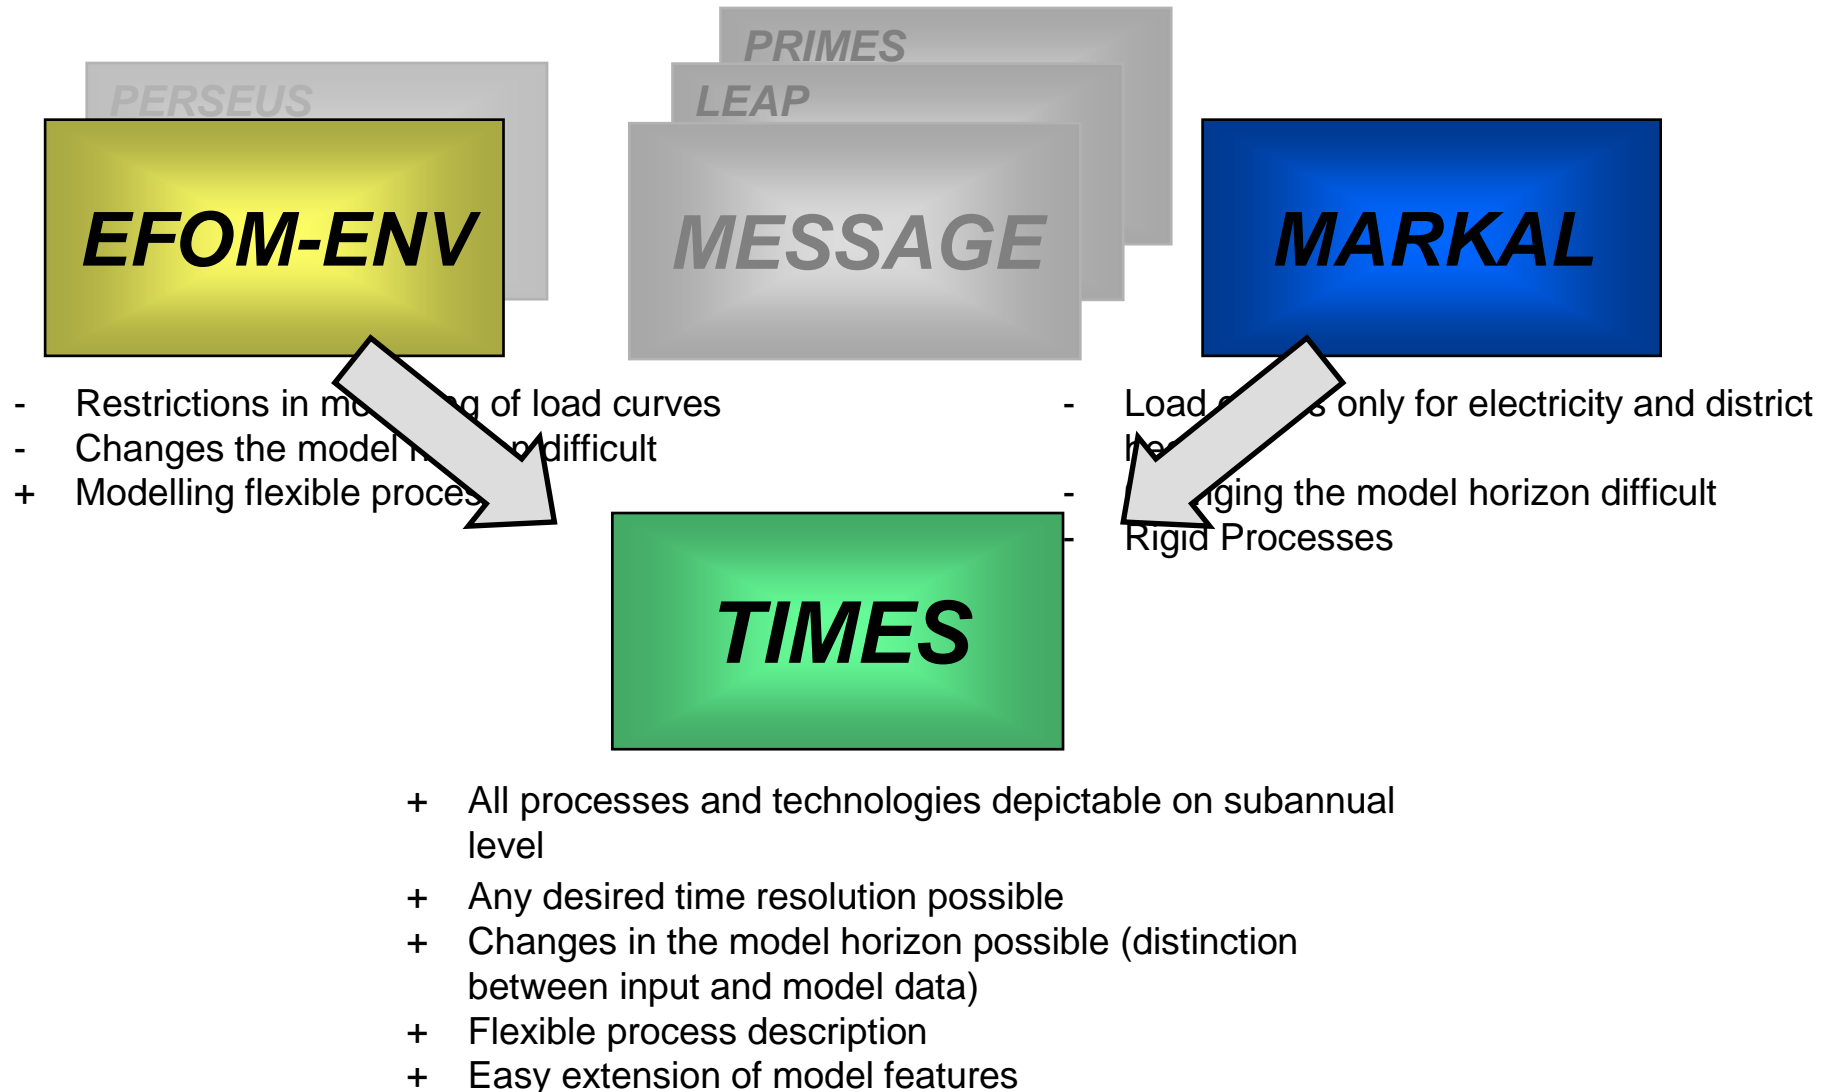 PRIMES
PERSEUS
LEAP
EFOM-ENV
MESSAGE
MARKAL
- Restrictions in of load curves
- Changes the model difficult
+ Modelling flexible
- Load only for electricity and district
- the model horizon difficult
- Rigid Processes
TIMES
+ All processes and technologies depictable on subannual
level
+ Any desired time resolution possible
+ Changes in the model horizon possible (distinction
between input and model data)
+ Flexible process description
+ Easy extension of model features